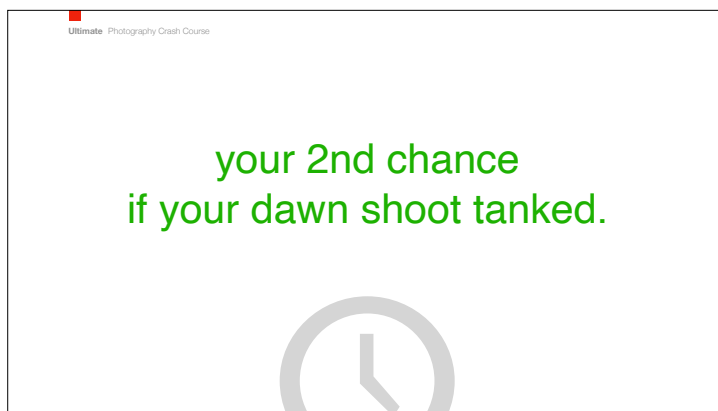 Ultimate Photography Crash Course
your 2nd chance
if your dawn shoot tanked.